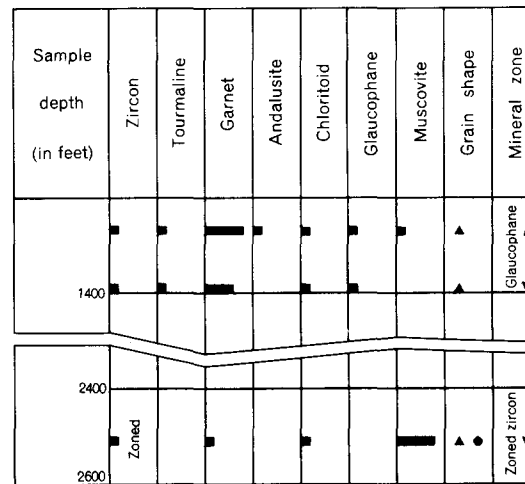 Sample
depth
(in feet)
Zircon
Tourmaline
Garnet
Andalusite
Chloritoid
Glaucophane
Muscovite
Grain shape
Mineral zone
Glaucophane
1400
2400
Zoned
Zoned zircon
2600